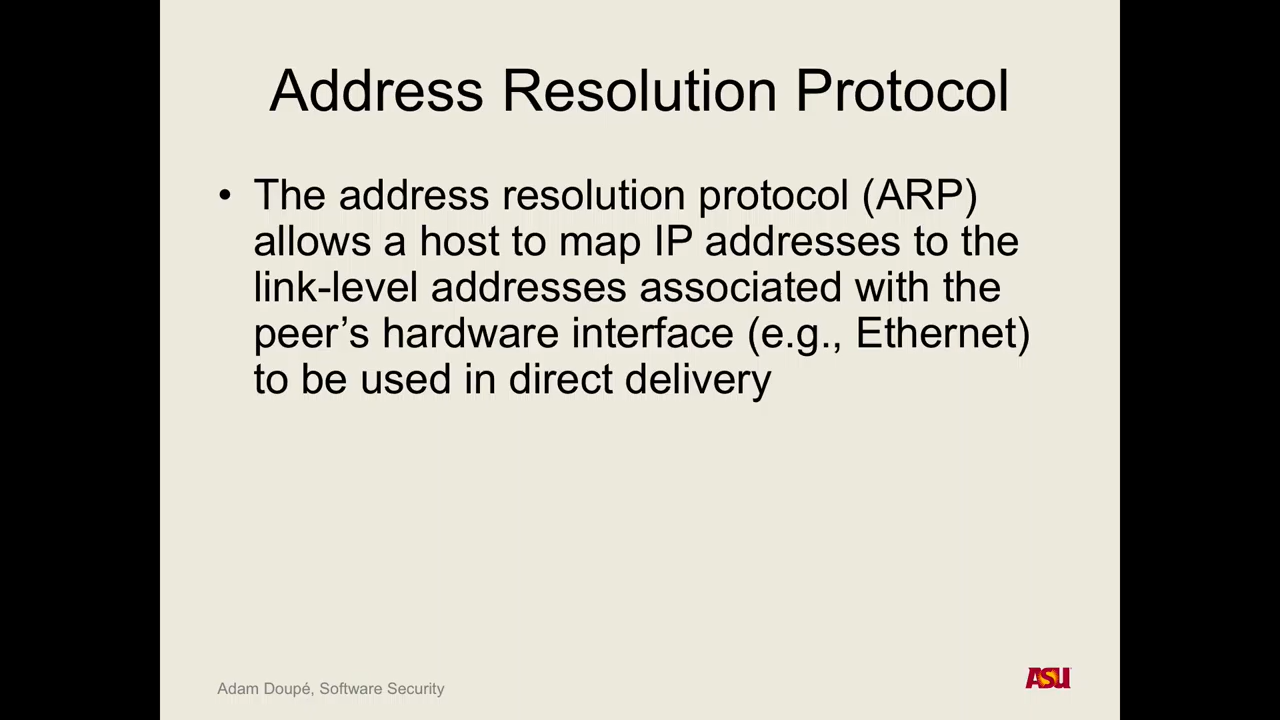 Address Resolution Protocol
• The address resolution protocol (ARP)
allows a host to map IP addresses to the
link-level addresses associated with the
peer’s hardware interface (e.g., Ethernet)
to be used in direct delivery
Adam Doupé, Software Security
ASU